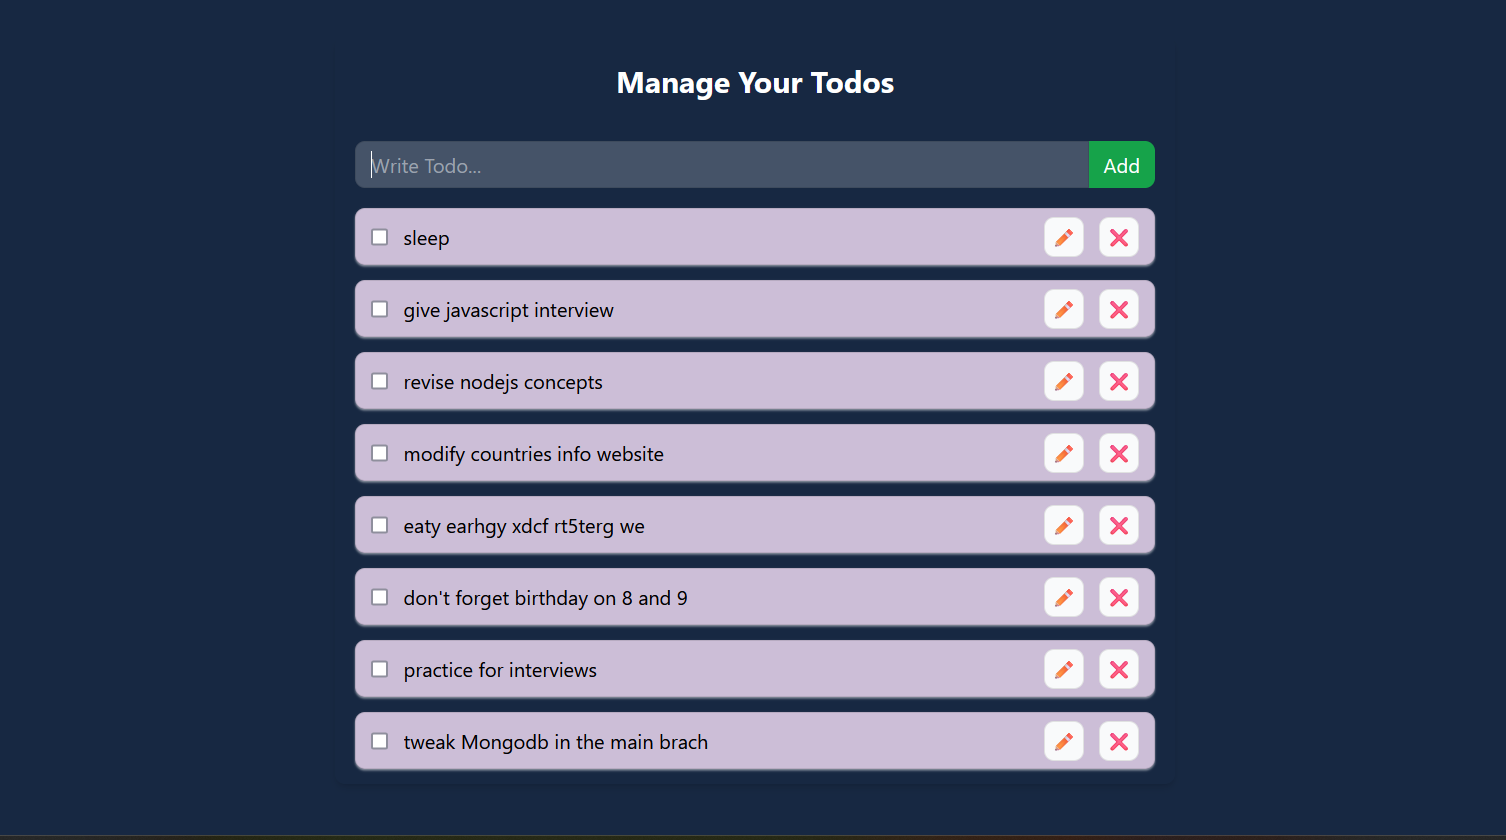 Manage Your Todos
Write Todo...
Add
sleep
give javascript interview
revise nodejs concepts
modify countries info website
eaty earhgy xdcf rt5terg we
don't forget birthday on 8 and 9
practice for interviews
tweak Mongodb in the main brach